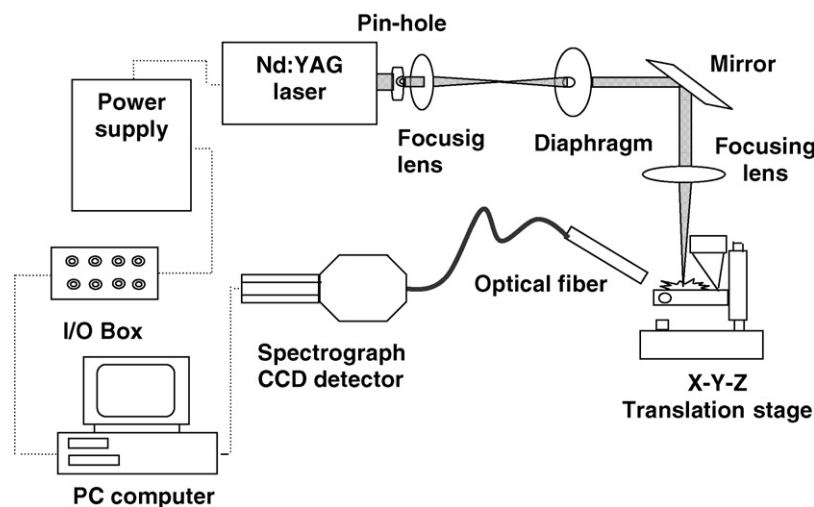 Pin-hole
Nd:YAG
laser
Mirror
Power
supply
Focusig
lens
Diaphragm
Focusing
lens
Optical fiber
I/O Box
Spectrograph
CCD detector
X-Y-Z
Translation stage
PC computer